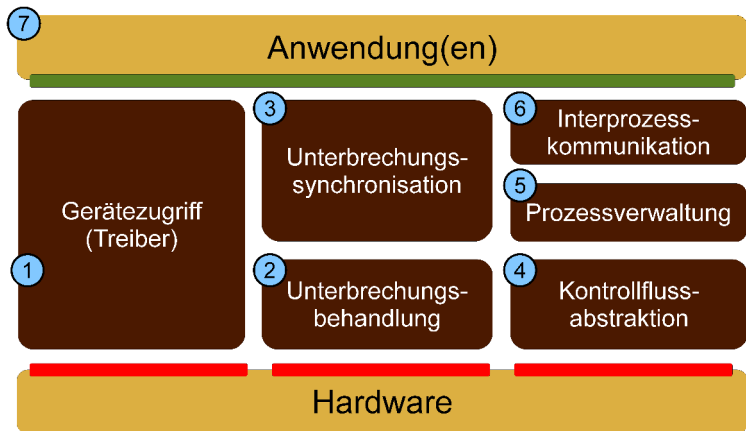 7
Anwendung(en)
1
Gerätezugriff
(Treiber)
3
Unterbrechungs-
synchronisation
2
Unterbrechungs-
behandlung
6
Interprozess-
kommunikation
5
Prozessverwaltung
4
Kontrollfluss-
abstraktion
Hardware